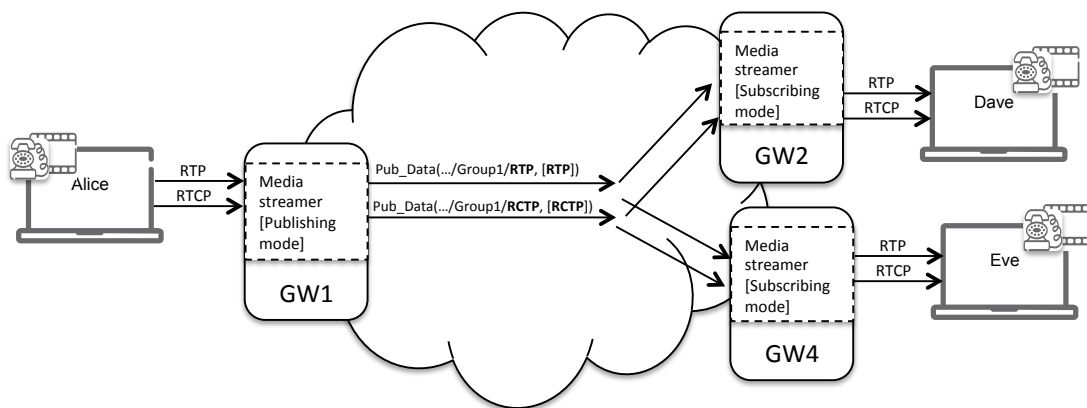 Alice
RTP
RTCP
Media
streamer
[Publishing
mode]
GW1
Pub_Data(.../Group1/RTP, [RTP])
Pub_Data(.../Group1/RCTP, [RCTP])
Media
streamer
[Subscribing
mode]
GW2
RTP
RTCP
Dave
Media
streamer
[Subscribing
mode]
GW4
RTP
RTCP
Eve